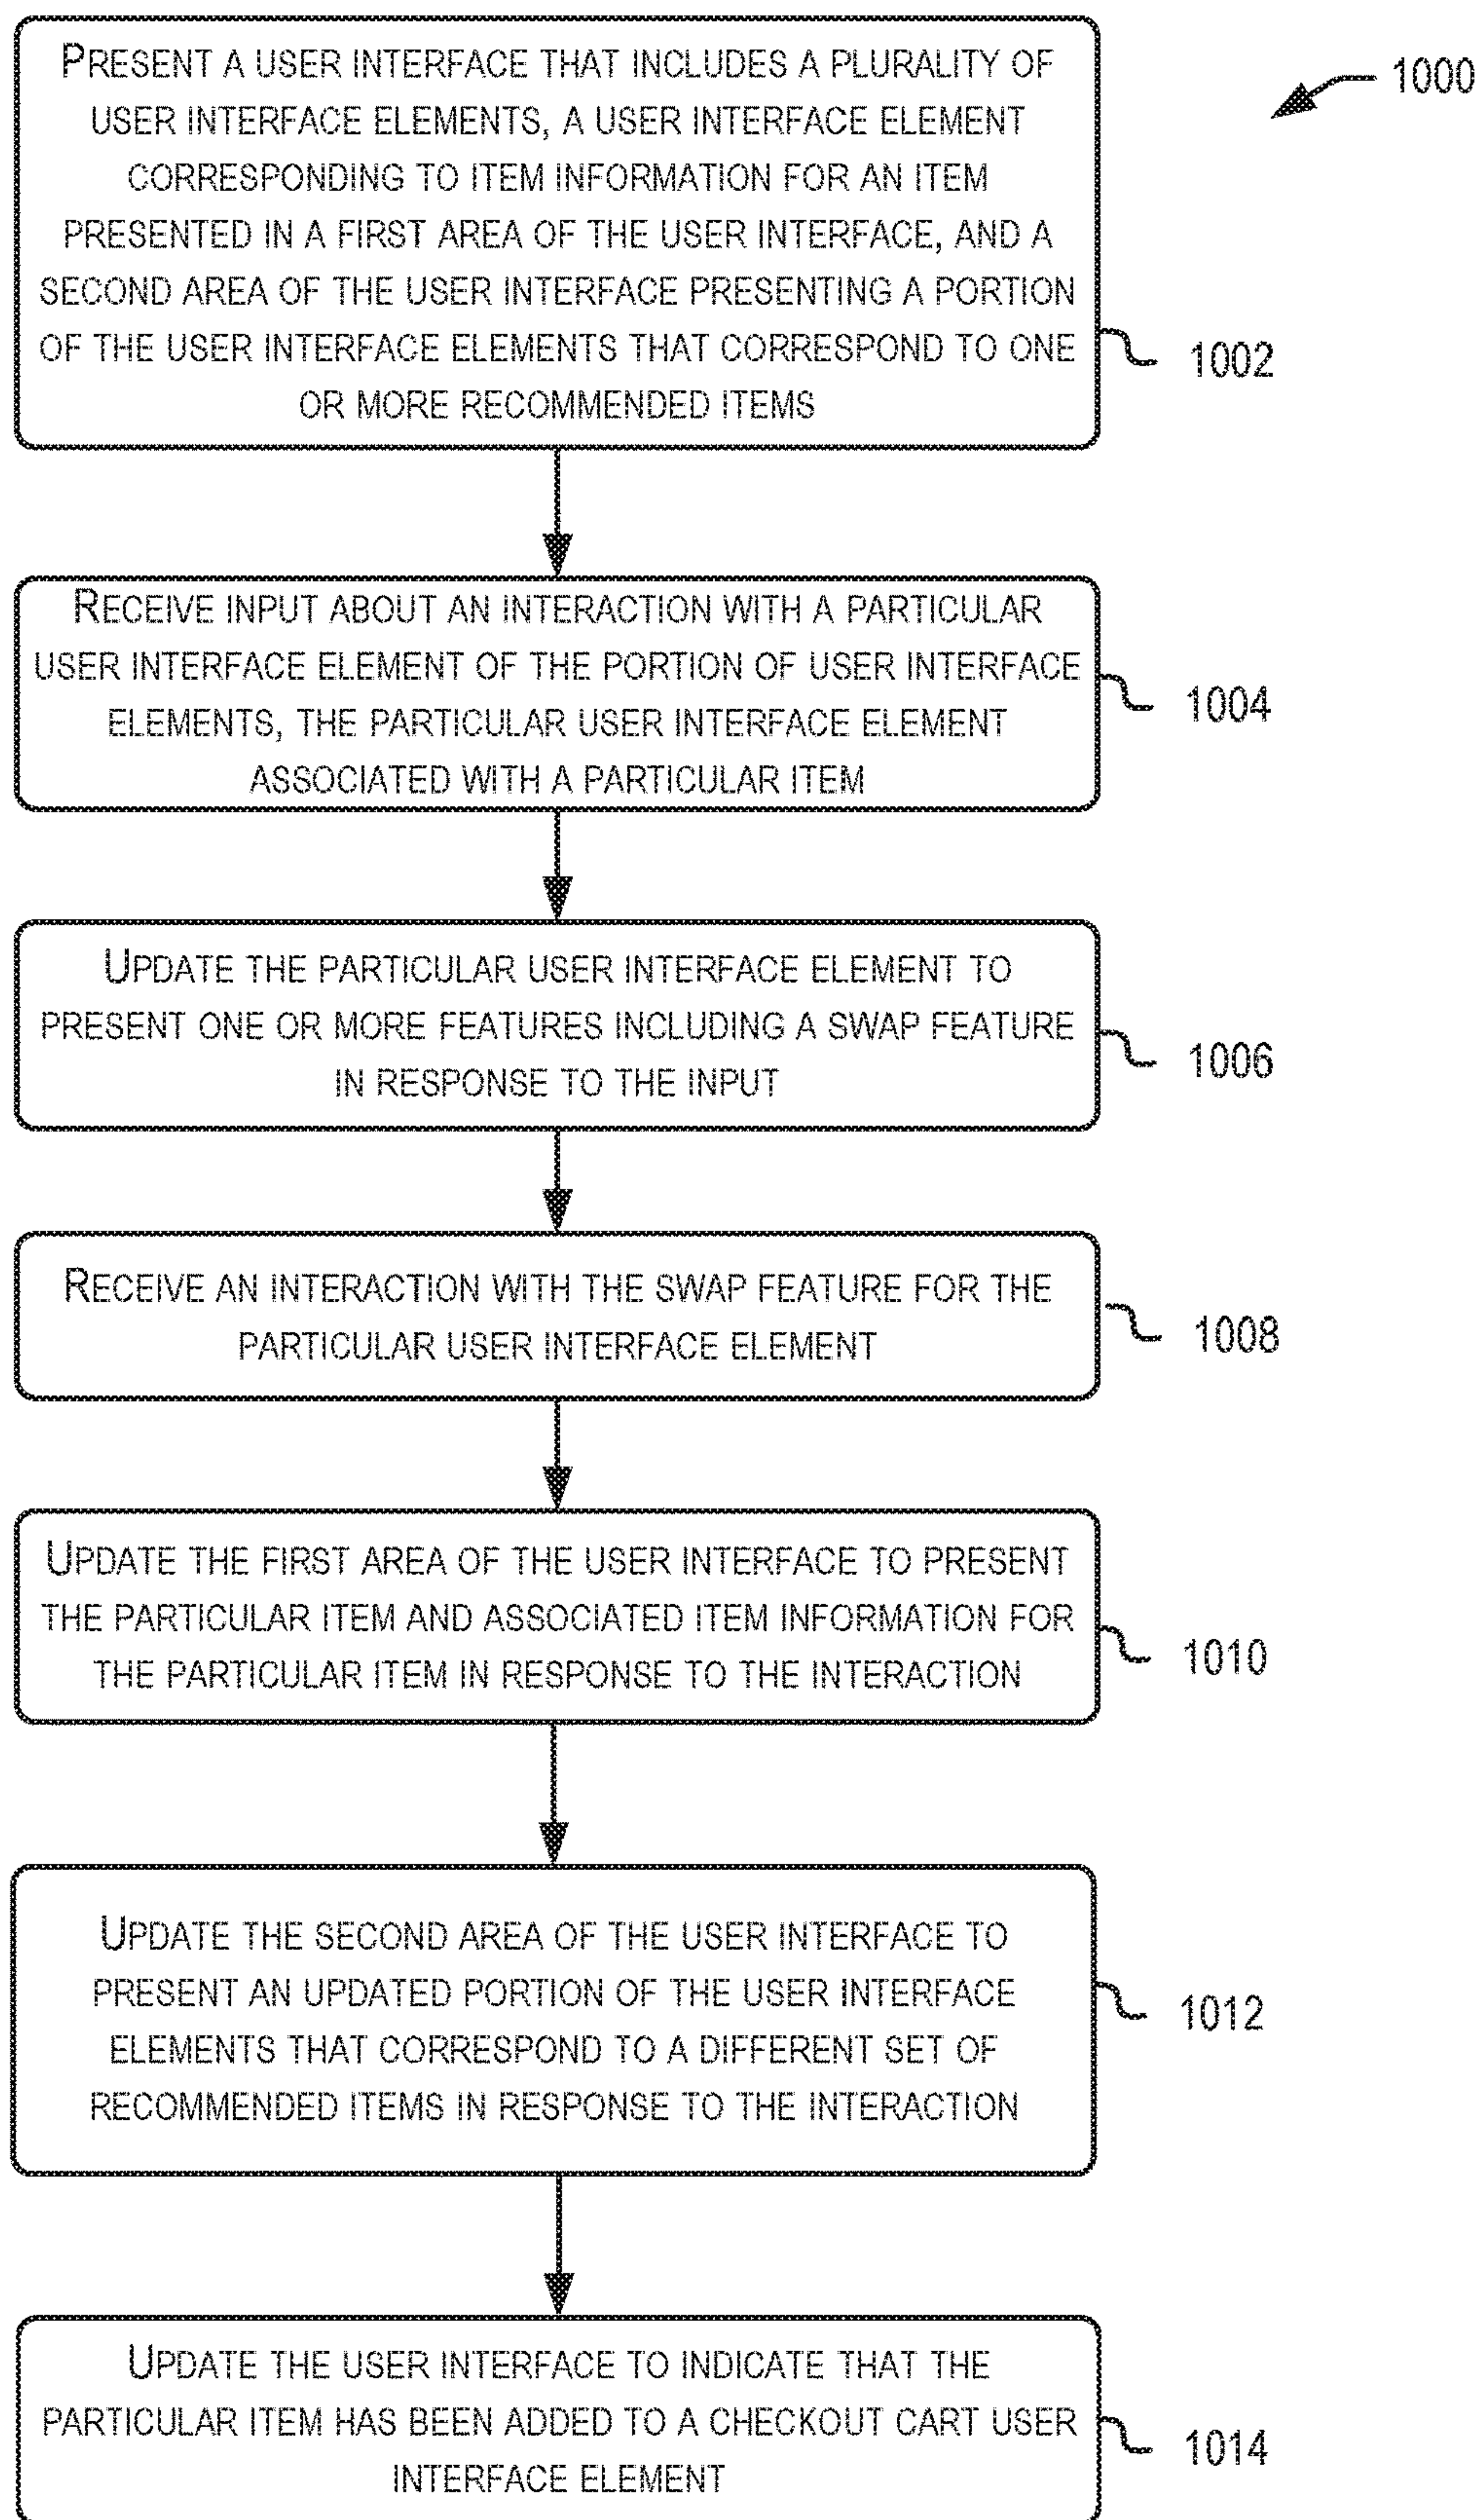 1000
PRESENT A USER INTERFACE THAT INCLUDES A PLURALITY OF
USER INTERFACE ELEMENTS, A USER INTERFACE ELEMENT
CORRESPONDING TO ITEM INFORMATION FOR AN ITEM
PRESENTED IN A FIRST AREA OF THE USER INTERFACE, AND A
SECOND AREA OF THE USER INTERFACE PRESENTING A PORTION
OF THE USER INTERFACE ELEMENTS THAT CORRESPOND TO ONE
OR MORE RECOMMENDED ITEMS
1002
RECEIVE INPUT ABOUT AN INTERACTION WITH A PARTICULAR
USER INTERFACE ELEMENT OF THE PORTION OF USER INTERFACE
ELEMENTS, THE PARTICULAR USER INTERFACE ELEMENT
ASSOCIATED WITH A PARTICULAR ITEM
1004
UPDATE THE PARTICULAR USER INTERFACE ELEMENT TO
PRESENT ONE OR MORE FEATURES INCLUDING A SWAP FEATURE
IN RESPONSE TO THE INPUT
1006
RECEIVE AN INTERACTION WITH THE SWAP FEATURE FOR THE
PARTICULAR USER INTERFACE ELEMENT
1008
UPDATE THE FIRST AREA OF THE USER INTERFACE TO PRESENT
THE PARTICULAR ITEM AND ASSOCIATED ITEM INFORMATION FOR
THE PARTICULAR ITEM IN RESPONSE TO THE INTERACTION
1010
UPDATE THE SECOND AREA OF THE USER INTERFACE TO
PRESENT AN UPDATED PORTION OF THE USER INTERFACE
ELEMENTS THAT CORRESPOND TO A DIFFERENT SET OF
RECOMMENDED ITEMS IN RESPONSE TO THE INTERACTION
1012
UPDATE THE USER INTERFACE TO INDICATE THAT THE
PARTICULAR ITEM HAS BEEN ADDED TO A CHECKOUT CART USER
INTERFACE ELEMENT
1014